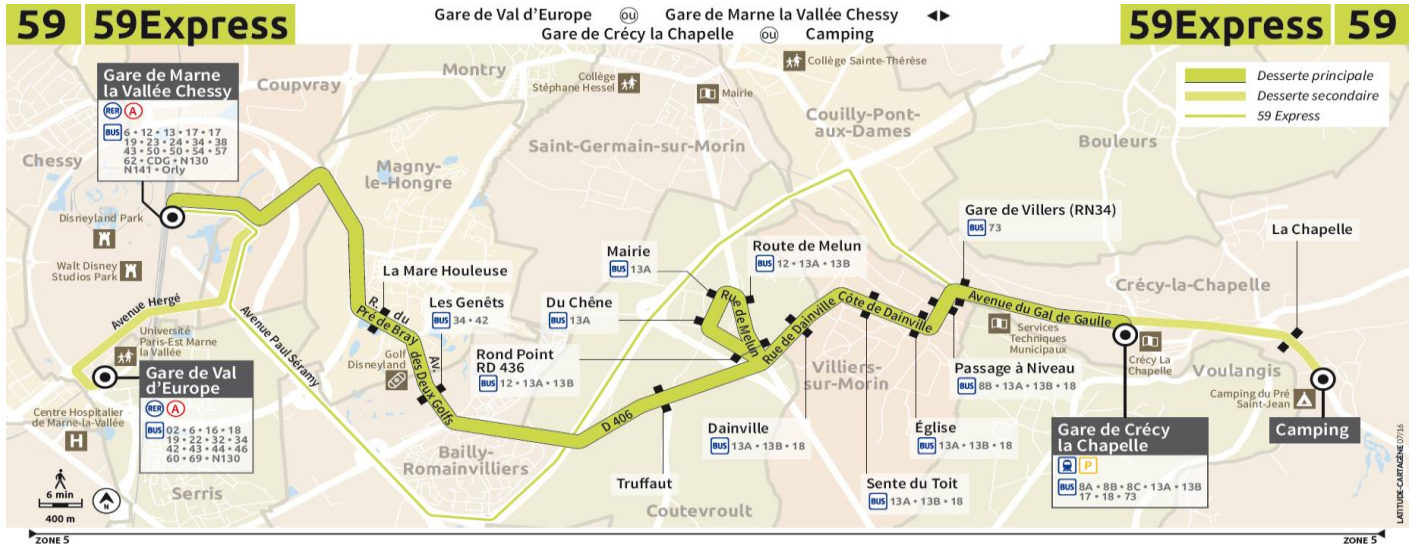 59 59Express
Gare de Val d'Europe ou Gare de Marne la Vallée Chessy
Gare de Crécy la Chapelle ou Camping
59Express 59
Desserte principale
Desserte secondaire
59 Express
Gare de Marne
la Vallée Chessy
RER A
BUS 6 • 12 • 13 • 17 • 17
19 • 23 • 24 • 34 • 38
43 • 50 • 50 • 54 • 57
62 • CDG • N130
N141 • Orly
Coupvray
Montry
Collège
Stéphane Hessel
Mairie
Collège Sainte-Thérèse
Couilly-Pont-
aux-Dames
Bouleurs
Chessy
Magny-
le-Hongre
Saint-Germain-sur-Morin
Disneyland Park
Walt Disney
Studios Park
Avenue Hergé
Avenue Paul Séramy
Université
Paris-Est Marne
la Vallée
Gare de Val
d'Europe
RER A
BUS 02 • 6 • 16 • 18
19 • 22 • 32 • 34
42 • 43 • 44 • 46
60 • 69 • N130
Centre Hospitalier
de Marne-la-Vallée
H
Serris
La Mare Houleuse
R. du
Pré de Bray
Les Genêts
BUS 34 • 42
Golf
Disneyland
Av.
des Deux Golfs
Bailly-
Romainvilliers
Rond Point
RD 436
BUS 12 • 13A • 13B
Du Chêne
BUS 13A
Mairie
BUS 13A
Route de Melun
BUS 12 • 13A • 13B
Rue de Melun
D 406
Truffaut
Coutevroult
Rue de Dainville
Dainville
BUS 13A • 13B • 18
Villiers-
sur-Morin
Côte de Dainville
Sente du Toit
BUS 13A • 13B • 18
Église
BUS 13A • 13B • 18
Gare de Villers (RN34)
BUS 73
Passage à Niveau
BUS 8B • 13A • 13B • 18
Avenue du Gal de Gaulle
Services
Techniques
Municipaux
Crécy-la-Chapelle
Crécy La
Chapelle
Gare de Crécy
la Chapelle
P
BUS 8A • 8B • 8C • 13A • 13B
17 • 18 • 73
Voulangis
La Chapelle
Camping du Pré
Saint-Jean
Camping
6 min
400 m
N
LATITUDE-CARTAGÈNE 07/16
ZONE 5
ZONE 5